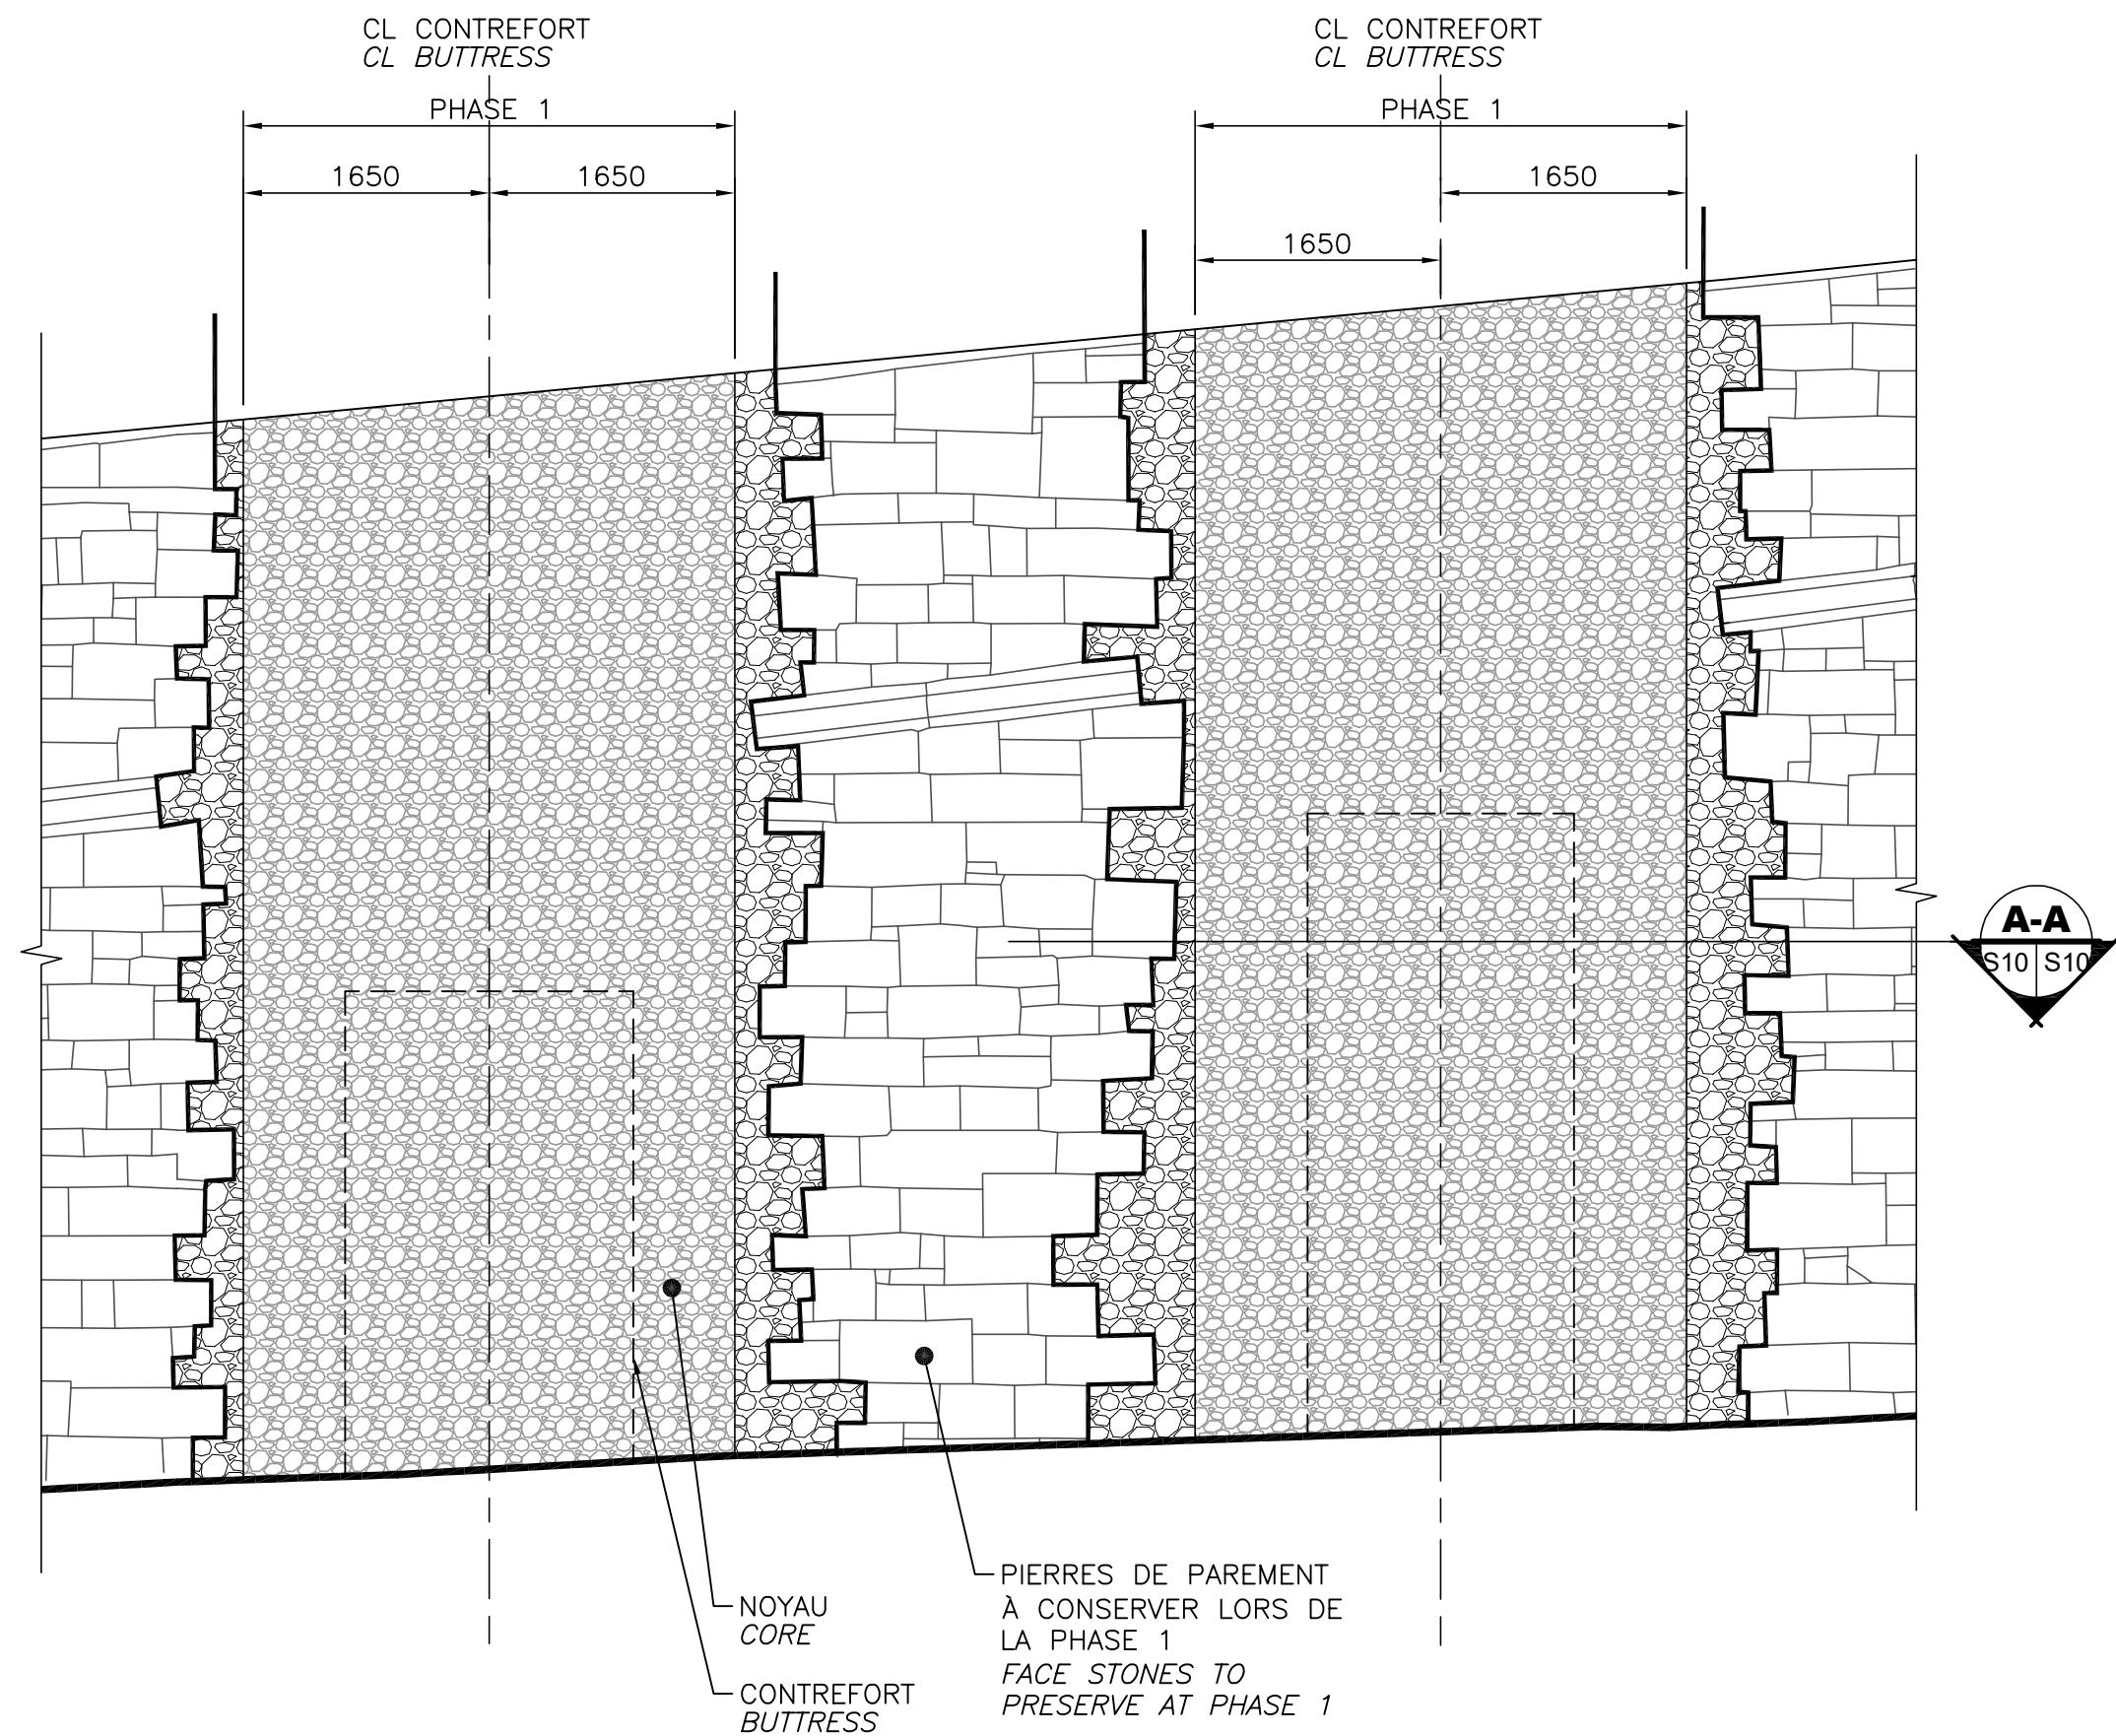 CL CONTREFORT
CL BUTTRESS
CL CONTREFORT
CL BUTTRESS
PHASE 1
PHASE 1
1650
1650
1650
1650
A-A
S10 S10
NOYAU
CORE
CONTREFORT
BUTTRESS
PIERRES DE PAREMENT
À CONSERVER LORS DE
LA PHASE 1
FACE STONES TO
PRESERVE AT PHASE 1